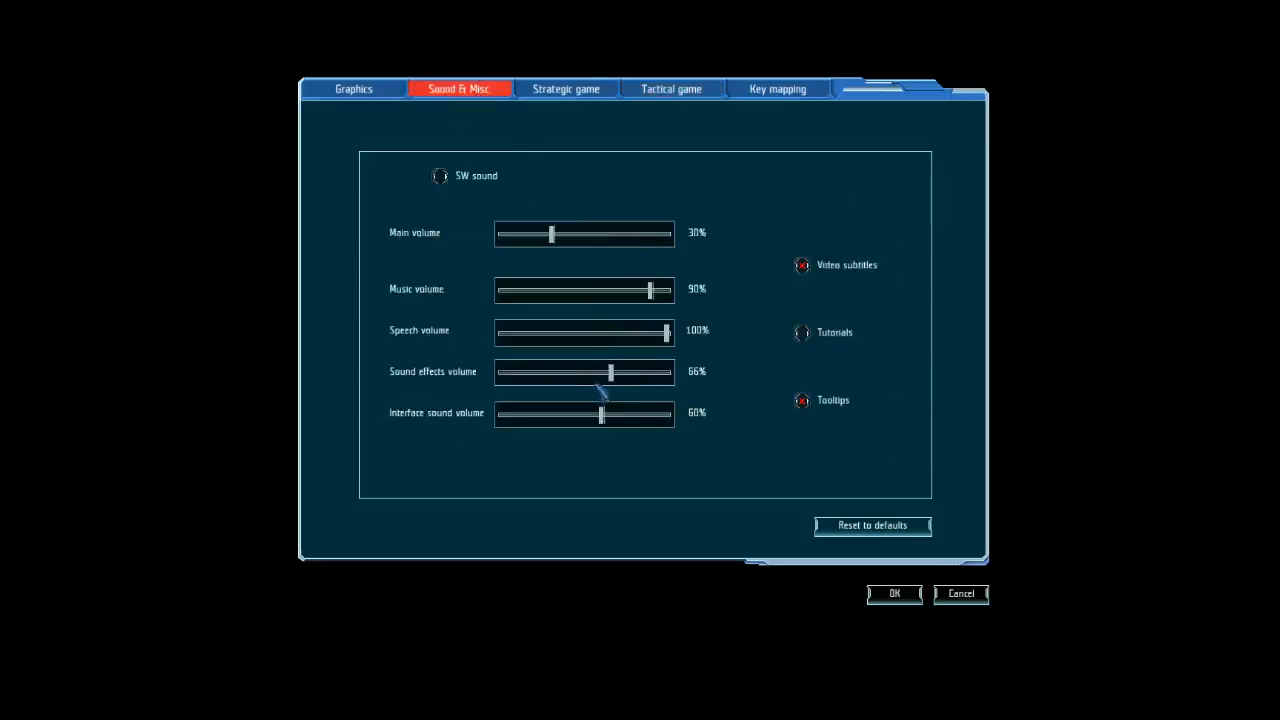 Graphics
Sound & Misc.
Strategic game
Tactical game
Key mapping
SW sound
Main volume
30%
Video subtitles
Music volume
90%
Speech volume
100%
Tutorials
Sound effects volume
66%
Tooltips
Interface sound volume
60%
Reset to defaults
OK
Cancel